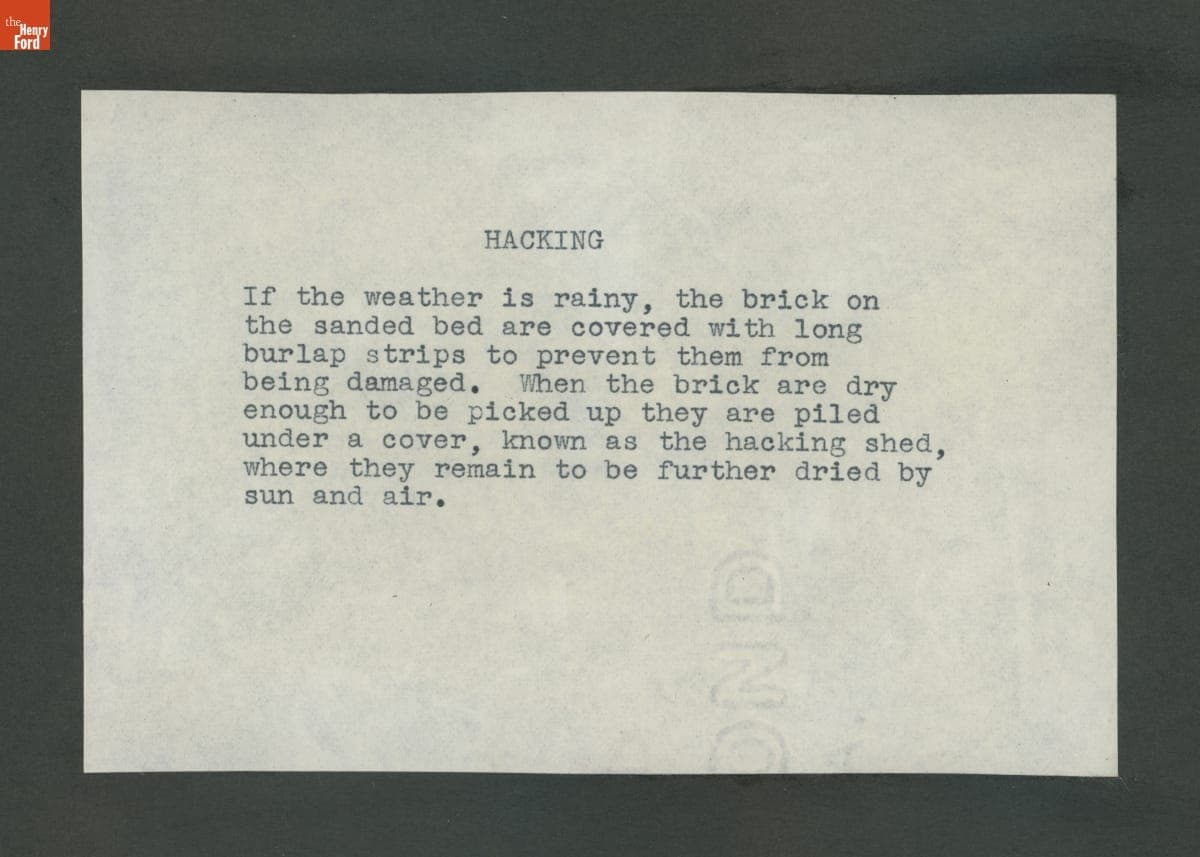 the
Henry
Ford
HACKING
If the weather is rainy, the brick on
the sanded bed are covered with long
burlap strips to prevent them from
being damaged.  When the brick are dry
enough to be picked up they are piled
under a cover, known as the hacking shed,
where they remain to be further dried by
sun and air.
OND